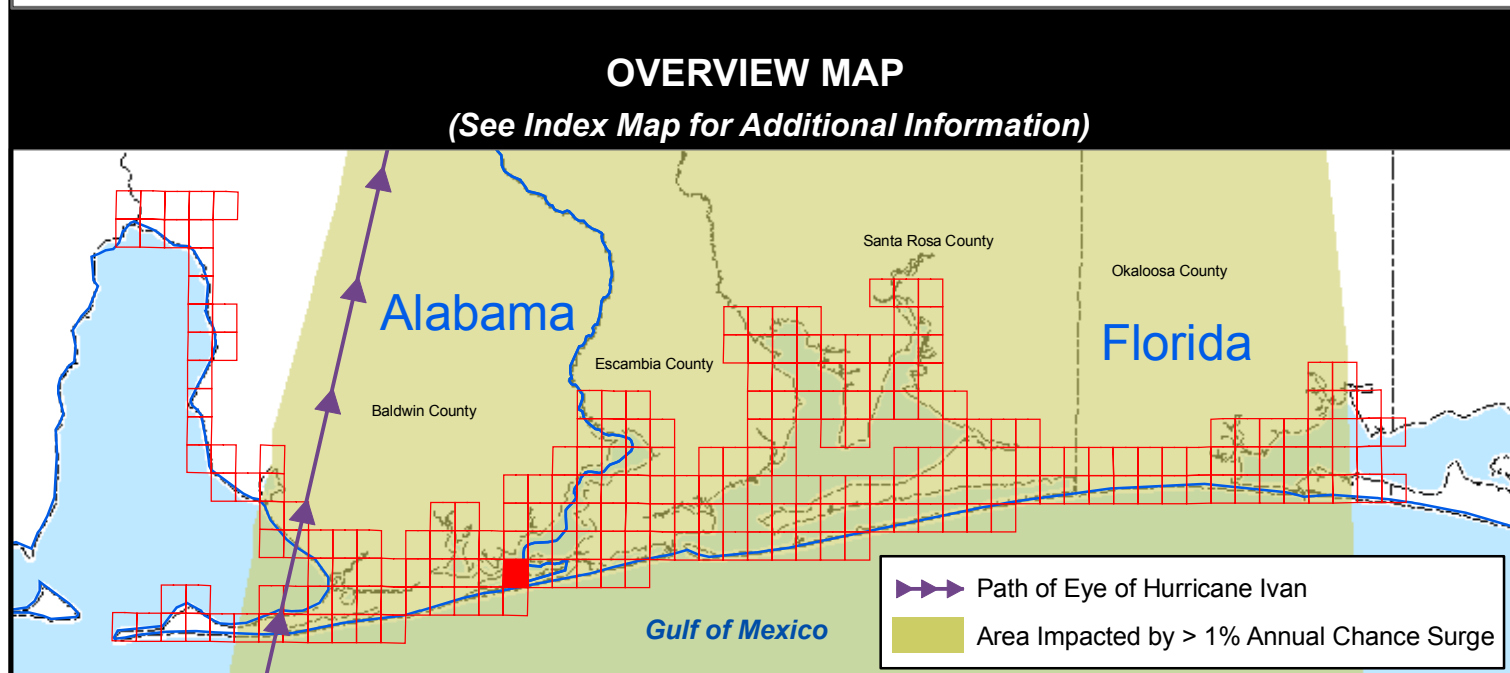 OVERVIEW MAP
(See Index Map for Additional Information)
Santa Rosa County
Okaloosa County
Alabama
Florida
Escambia County
Baldwin County
Path of Eye of Hurricane Ivan
Gulf of Mexico
Area Impacted by > 1% Annual Chance Surge